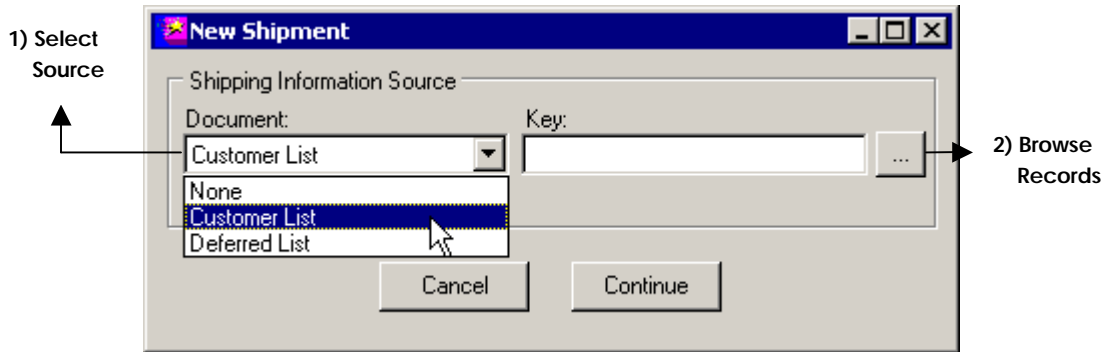 1) Select
Source
New Shipment
Shipping Information Source
Document:
Key:
Customer List
...
2) Browse
Records
None
Customer List
Deferred List
Cancel
Continue